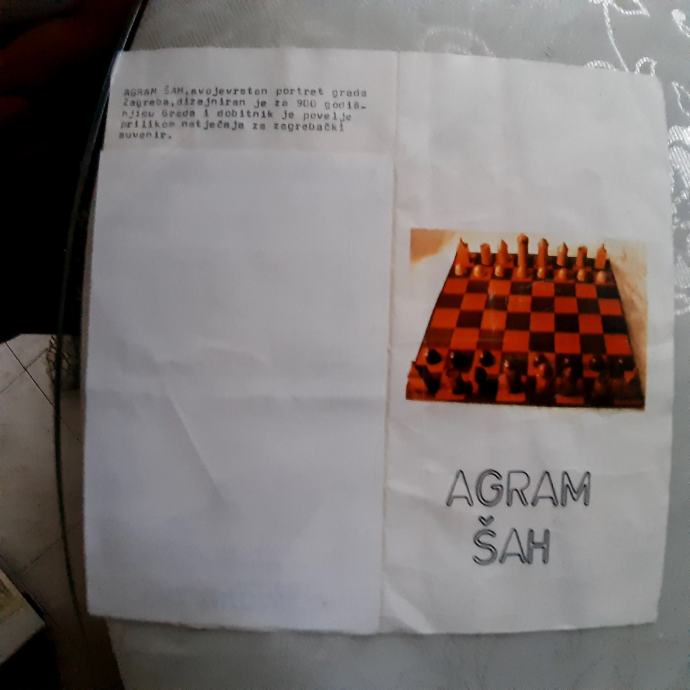 AGRAM ŠAH,svojevrstan portret grada
Zagreba,dizajniran je za 900 godiš-
njicu Grada i dobitnik je povelje
prilikom natječaja za zagrebački
suvenir.
AGRAM
ŠAH